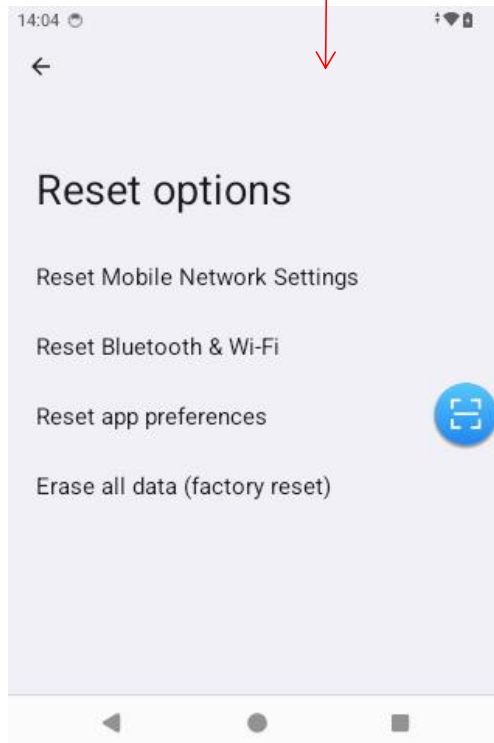 14:04
Reset options
Reset Mobile Network Settings
Reset Bluetooth & Wi-Fi
Reset app preferences
Erase all data (factory reset)